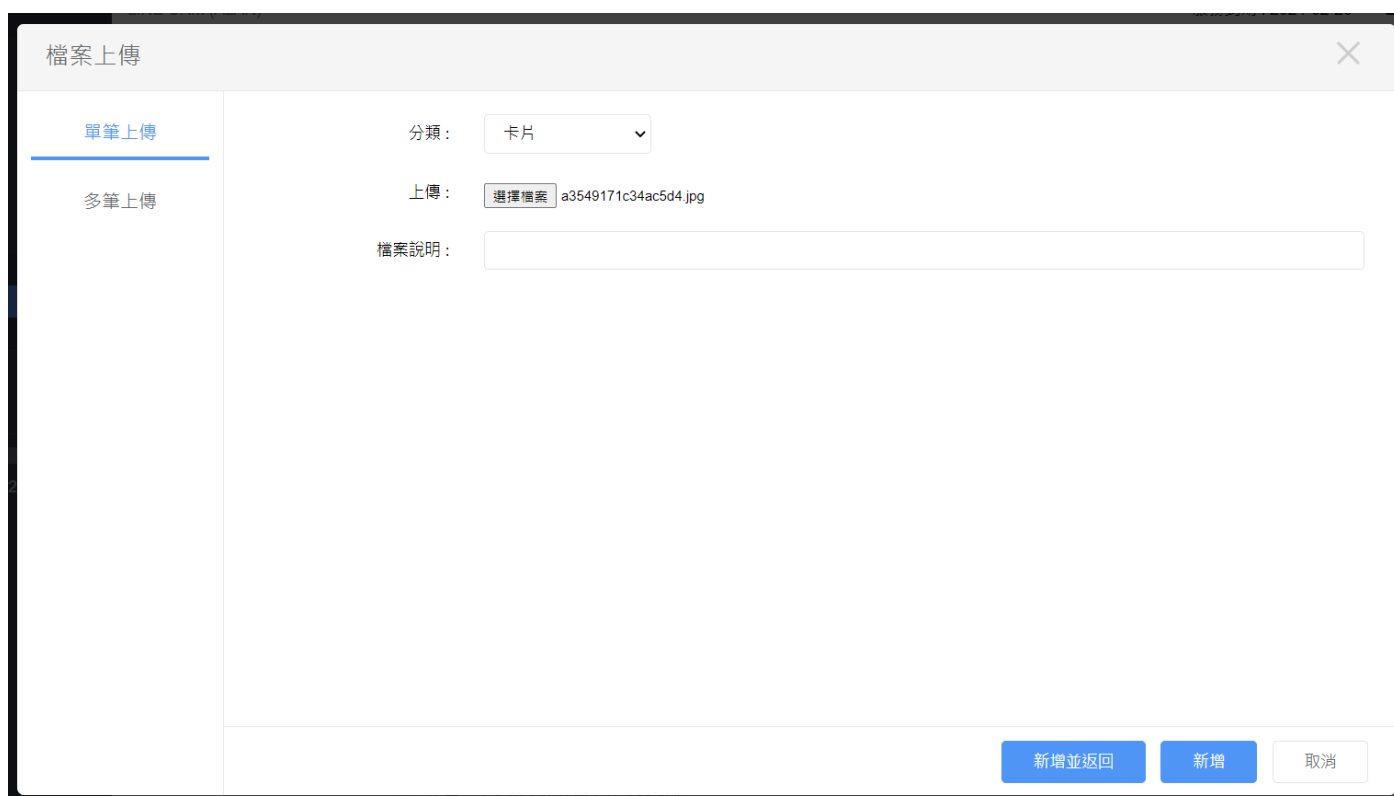 檔案上傳
單筆上傳
多筆上傳
分類 :
卡片
上傳 :
選擇檔案 a3549171c34ac5d4.jpg
檔案說明 :
新增並返回
新增
取消